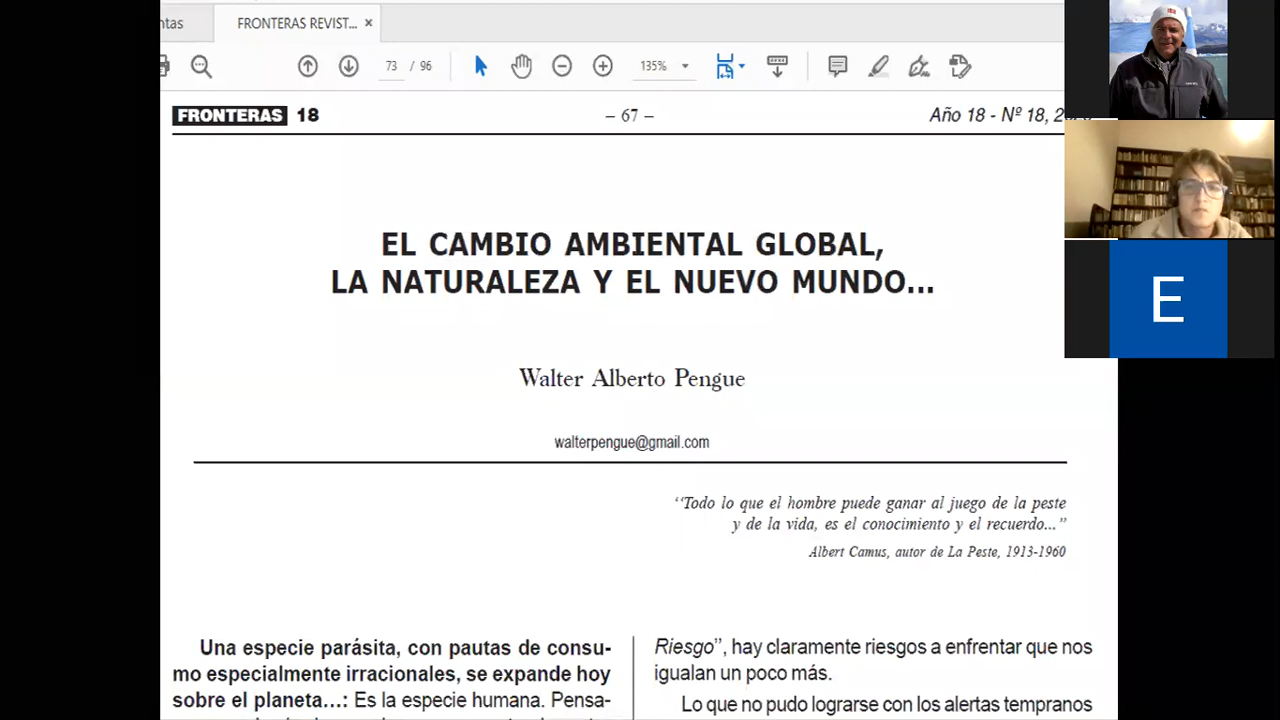 ntas
FRONTERAS REVIST... ×
73 / 96
135%
FRONTERAS 18
– 67 –
Año 18 - Nº 18, 2
EL CAMBIO AMBIENTAL GLOBAL,
LA NATURALEZA Y EL NUEVO MUNDO...
Walter Alberto Pengue
walterpengue@gmail.com
‘‘Todo lo que el hombre puede ganar al juego de la peste
y de la vida, es el conocimiento y el recuerdo...”
Albert Camus, autor de La Peste, 1913-1960
Una especie parásita, con pautas de consu-
mo especialmente irracionales, se expande hoy
sobre el planeta...: Es la especie humana. Pensa-
Riesgo”, hay claramente riesgos a enfrentar que nos
igualan un poco más.
Lo que no pudo lograrse con los alertas tempranos
E